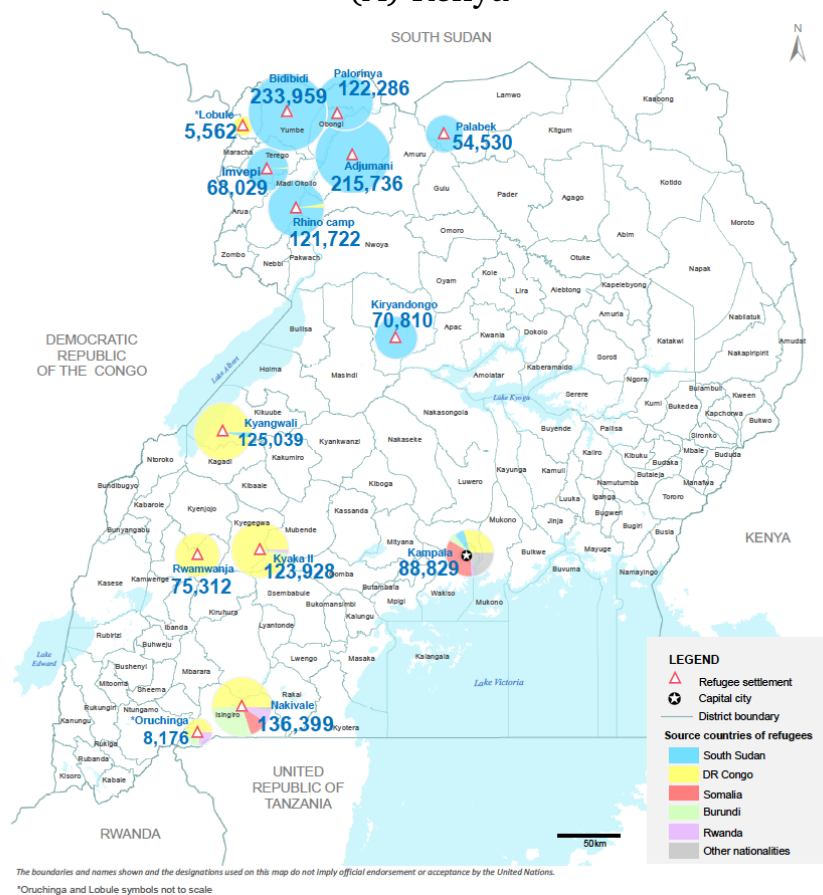 (A) Kenya
SOUTH SUDAN
N
Bidibidi
233,959
Palorinya
122,286
*Lobule
5,562
Yumbe
Obongi
Lamwo
Kaabong
Palabek
54,530
Kitgum
Maracha
Terego
Adjumani
215,736
Amuru
Imvepi
68,029
Madi Okollo
Gulu
Pader
Agago
Kotido
Arua
Rhino camp
121,722
Moroto
Omoro
Abim
Nwoya
Zombo
Nebbi
Pakwach
Otuke
Napak
Kole
Oyam
Lira
Alebtong
Kapelebyong
Kiryandongo
70,810
Amuria
Nabilatuk
Bullisa
Apac
Kwania
Dokolo
Katakwi
Amudat
DEMOCRATIC
REPUBLIC
OF THE CONGO
Lake Albert
Nakapiripirit
Soroti
Hoima
Masindi
Amolatar
Kaberamaido
Ngora
Bulambuli
Kween
Serere
Lake Kyoga
Kumi
Bukedea
Kapchorwa
Bukwo
Kikuube
Nakasongola
Kyangwali
125,039
Buyende
Pallisa
Sironko
Kyankwanzi
Nakaseke
Kaliro
Kibuku
Mbale
Bududa
Kagadi
Kakumiro
Ntoroko
Kayunga
Kamuli
Budaka
Butaleja
Manafwa
Kibaale
Kiboga
Luwero
Namutumba
Bundibugyo
Kabarole
Kyenjojo
Kassanda
Luuka
Iganga
Tororo
Bugweri
Bunyangabu
Kyegegwa
Mubende
Mukono
Jinja
Bugiri
Busia
KENYA
Mityana
Kampala
88,829
Buikwe
Mayuge
Rwamwanja
75,312
Kyaka II
123,928
Gomba
Butambala
Buvuma
Namayingo
Kasese
Kamwenge
Ssembabule
Mpigi
Wakiso
Mukono
Bukomansimbi
Kiruhura
Kalungu
Ibanda
Lyantonde
Rubirizi
Buhweju
Lake
Edward
Lwengo
Masaka
Kalangala
Bushenyi
Mbarara
Mitooma
Sheema
Lake Victoria
Rakai
Nakivale
136,399
Isingiro
Rukungiri
Ntungamo
*Oruchinga
8,176
Kanungu
Kyotera
Rukiga
Rubanda
Kisoro
Kabale
UNITED
REPUBLIC OF
TANZANIA
RWANDA
LEGEND
Refugee settlement
Capital city
District boundary
Source countries of refugees
South Sudan
DR Congo
Somalia
Burundi
Rwanda
Other nationalities
50km
The boundaries and names shown and the designations used on this map do not imply official endorsement or acceptance by the United Nations.
*Oruchinga and Lobule symbols not to scale